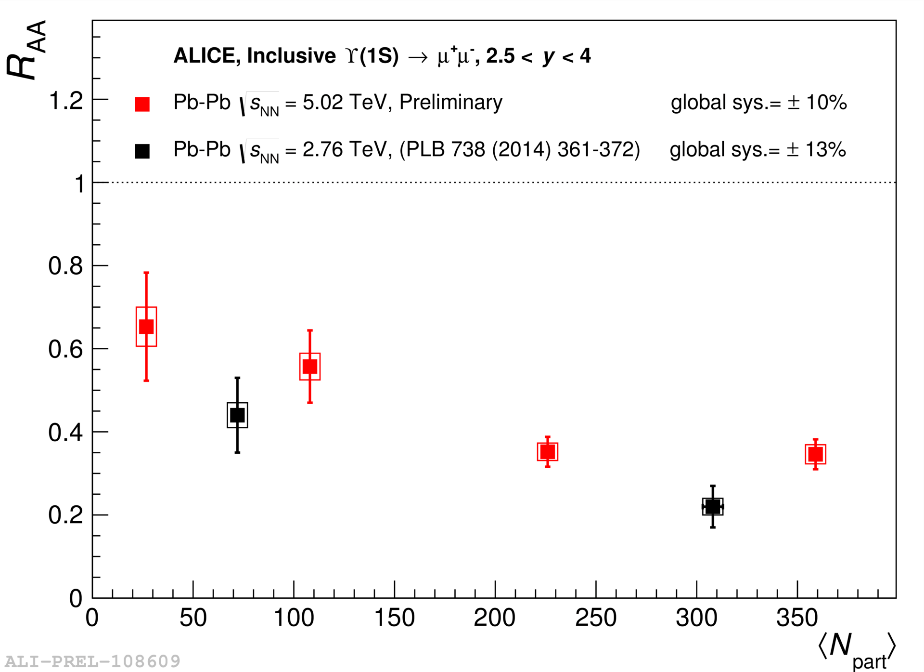 R_AA
ALICE, Inclusive ϒ(1S) → μ⁺μ⁻, 2.5 < y < 4
Pb-Pb √s_NN = 5.02 TeV, Preliminary global sys.= ± 10%
Pb-Pb √s_NN = 2.76 TeV, (PLB 738 (2014) 361-372) global sys.= ± 13%
1.2
1
0.8
0.6
0.4
0.2
0
0 50 100 150 200 250 300 350
⟨N_part⟩
ALI-PREL-108609